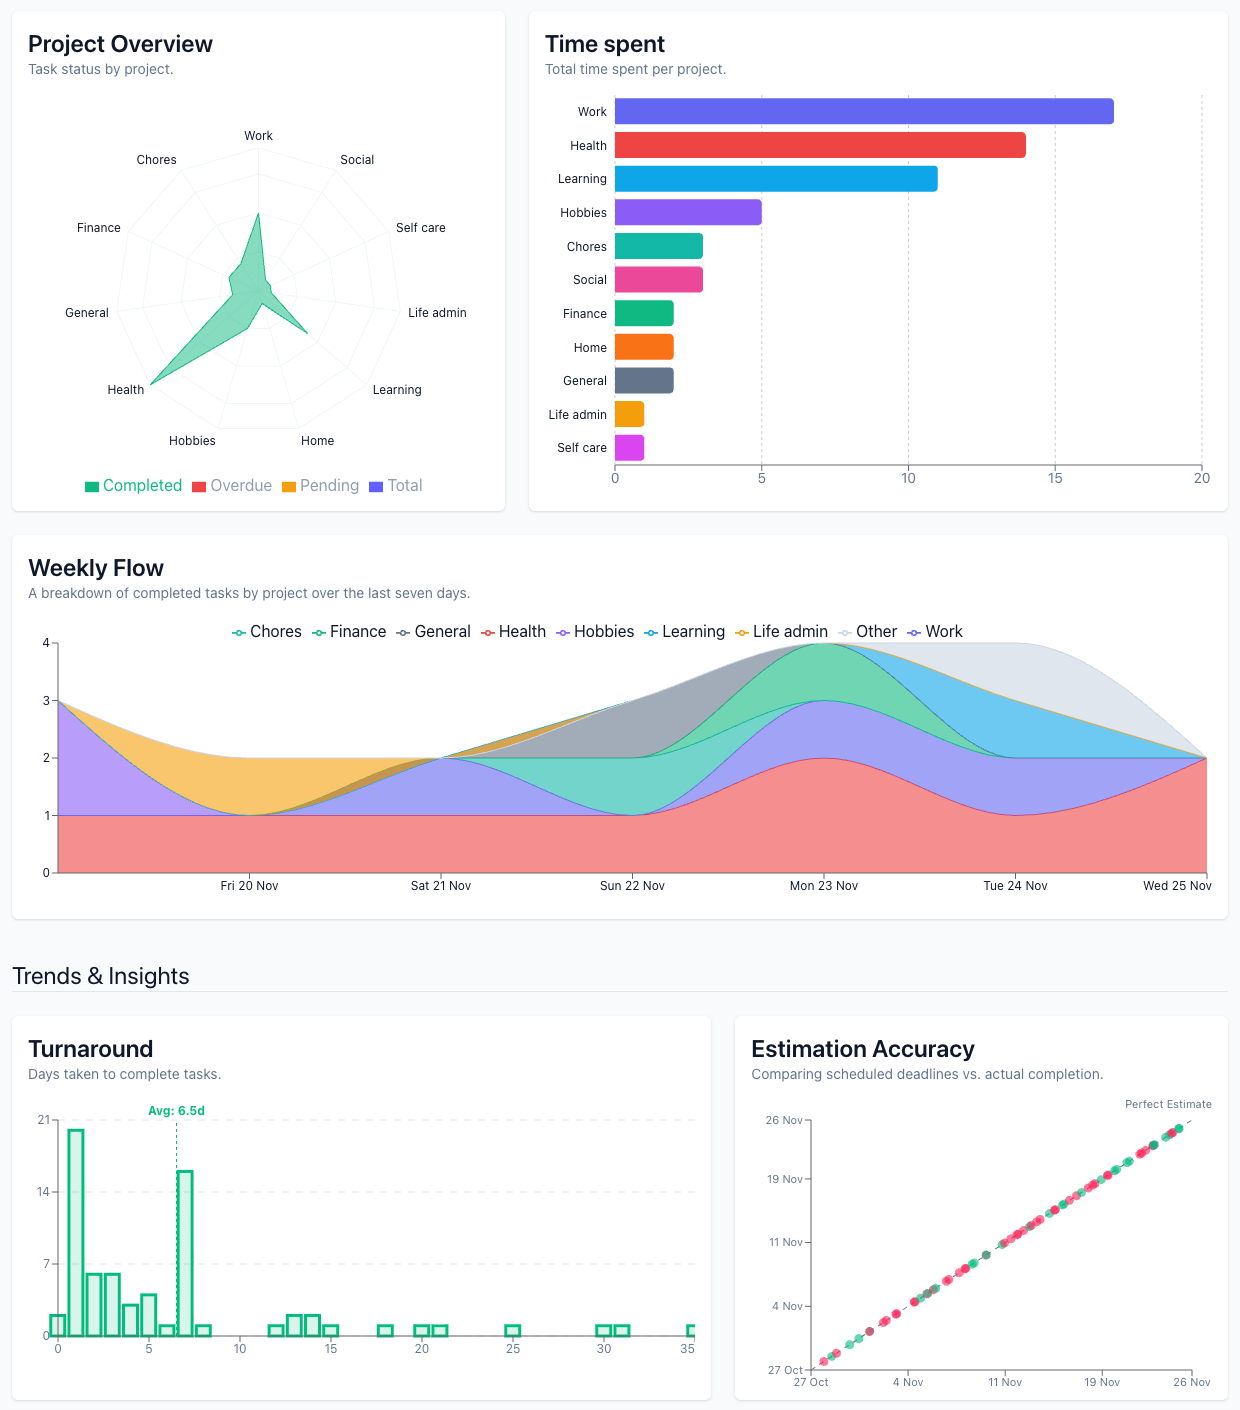 Project Overview
Task status by project.
Work
Social
Self care
Life admin
Learning
Home
Hobbies
Health
General
Finance
Chores
Completed Overdue Pending Total
Time spent
Total time spent per project.
Work
Health
Learning
Hobbies
Chores
Social
Finance
Home
General
Life admin
Self care
0 5 10 15 20
Weekly Flow
A breakdown of completed tasks by project over the last seven days.
Chores Finance General Health Hobbies Learning Life admin Other Work
4
3
2
1
0
Fri 20 Nov Sat 21 Nov Sun 22 Nov Mon 23 Nov Tue 24 Nov Wed 25 Nov
Trends & Insights
Turnaround
Days taken to complete tasks.
Avg: 6.5d
21
14
7
0
0 5 10 15 20 25 30 35
Estimation Accuracy
Comparing scheduled deadlines vs. actual completion.
Perfect Estimate
26 Nov
19 Nov
11 Nov
4 Nov
27 Oct
27 Oct 4 Nov 11 Nov 19 Nov 26 Nov